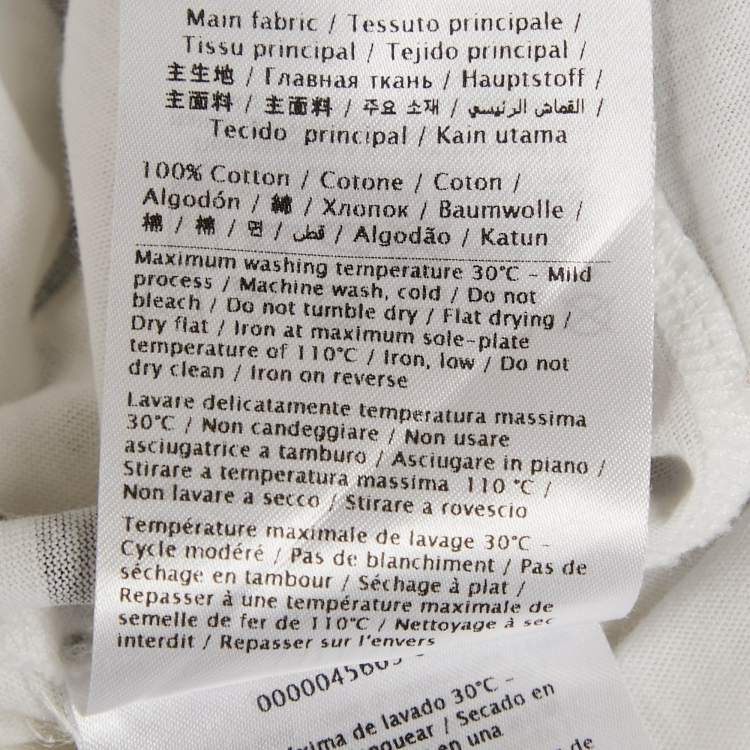 Main fabric / Tessuto principale /
Tissu principal / Tejido principal /
主生地 / Главная ткань / Hauptstoff /
主面料 / 主面料 / 주요 소재 / القماش الرئيسي /
Tecido principal / Kain utama
100% Cotton / Cotone / Coton /
Algodón / 綿 / Хлопок / Baumwolle /
棉 / 棉 / 면 / قطن / Algodão / Katun
Maximum washing temperature 30°C - Mild
process / Machine wash, cold / Do not
bleach / Do not tumble dry / Flat drying /
Dry flat / Iron at maximum sole-plate
temperature of 110°C / Iron, low / Do not
dry clean / Iron on reverse
Lavare delicatamente temperatura massima
30°C / Non candeggiare / Non usare
asciugatrice a tamburo / Asciugare in piano /
Stirare a temperatura massima 110 °C /
Non lavare a secco / Stirare a rovescio
Température maximale de lavage 30°C -
Cycle modéré / Pas de blanchiment / Pas de
séchage en tambour / Séchage à plat /
Repasser à une température maximale de
semelle de fer de 110°C / Nettoyage à sec
interdit / Repasser sur l'envers
de lavado 30°C -
/ Secado en
en una
de